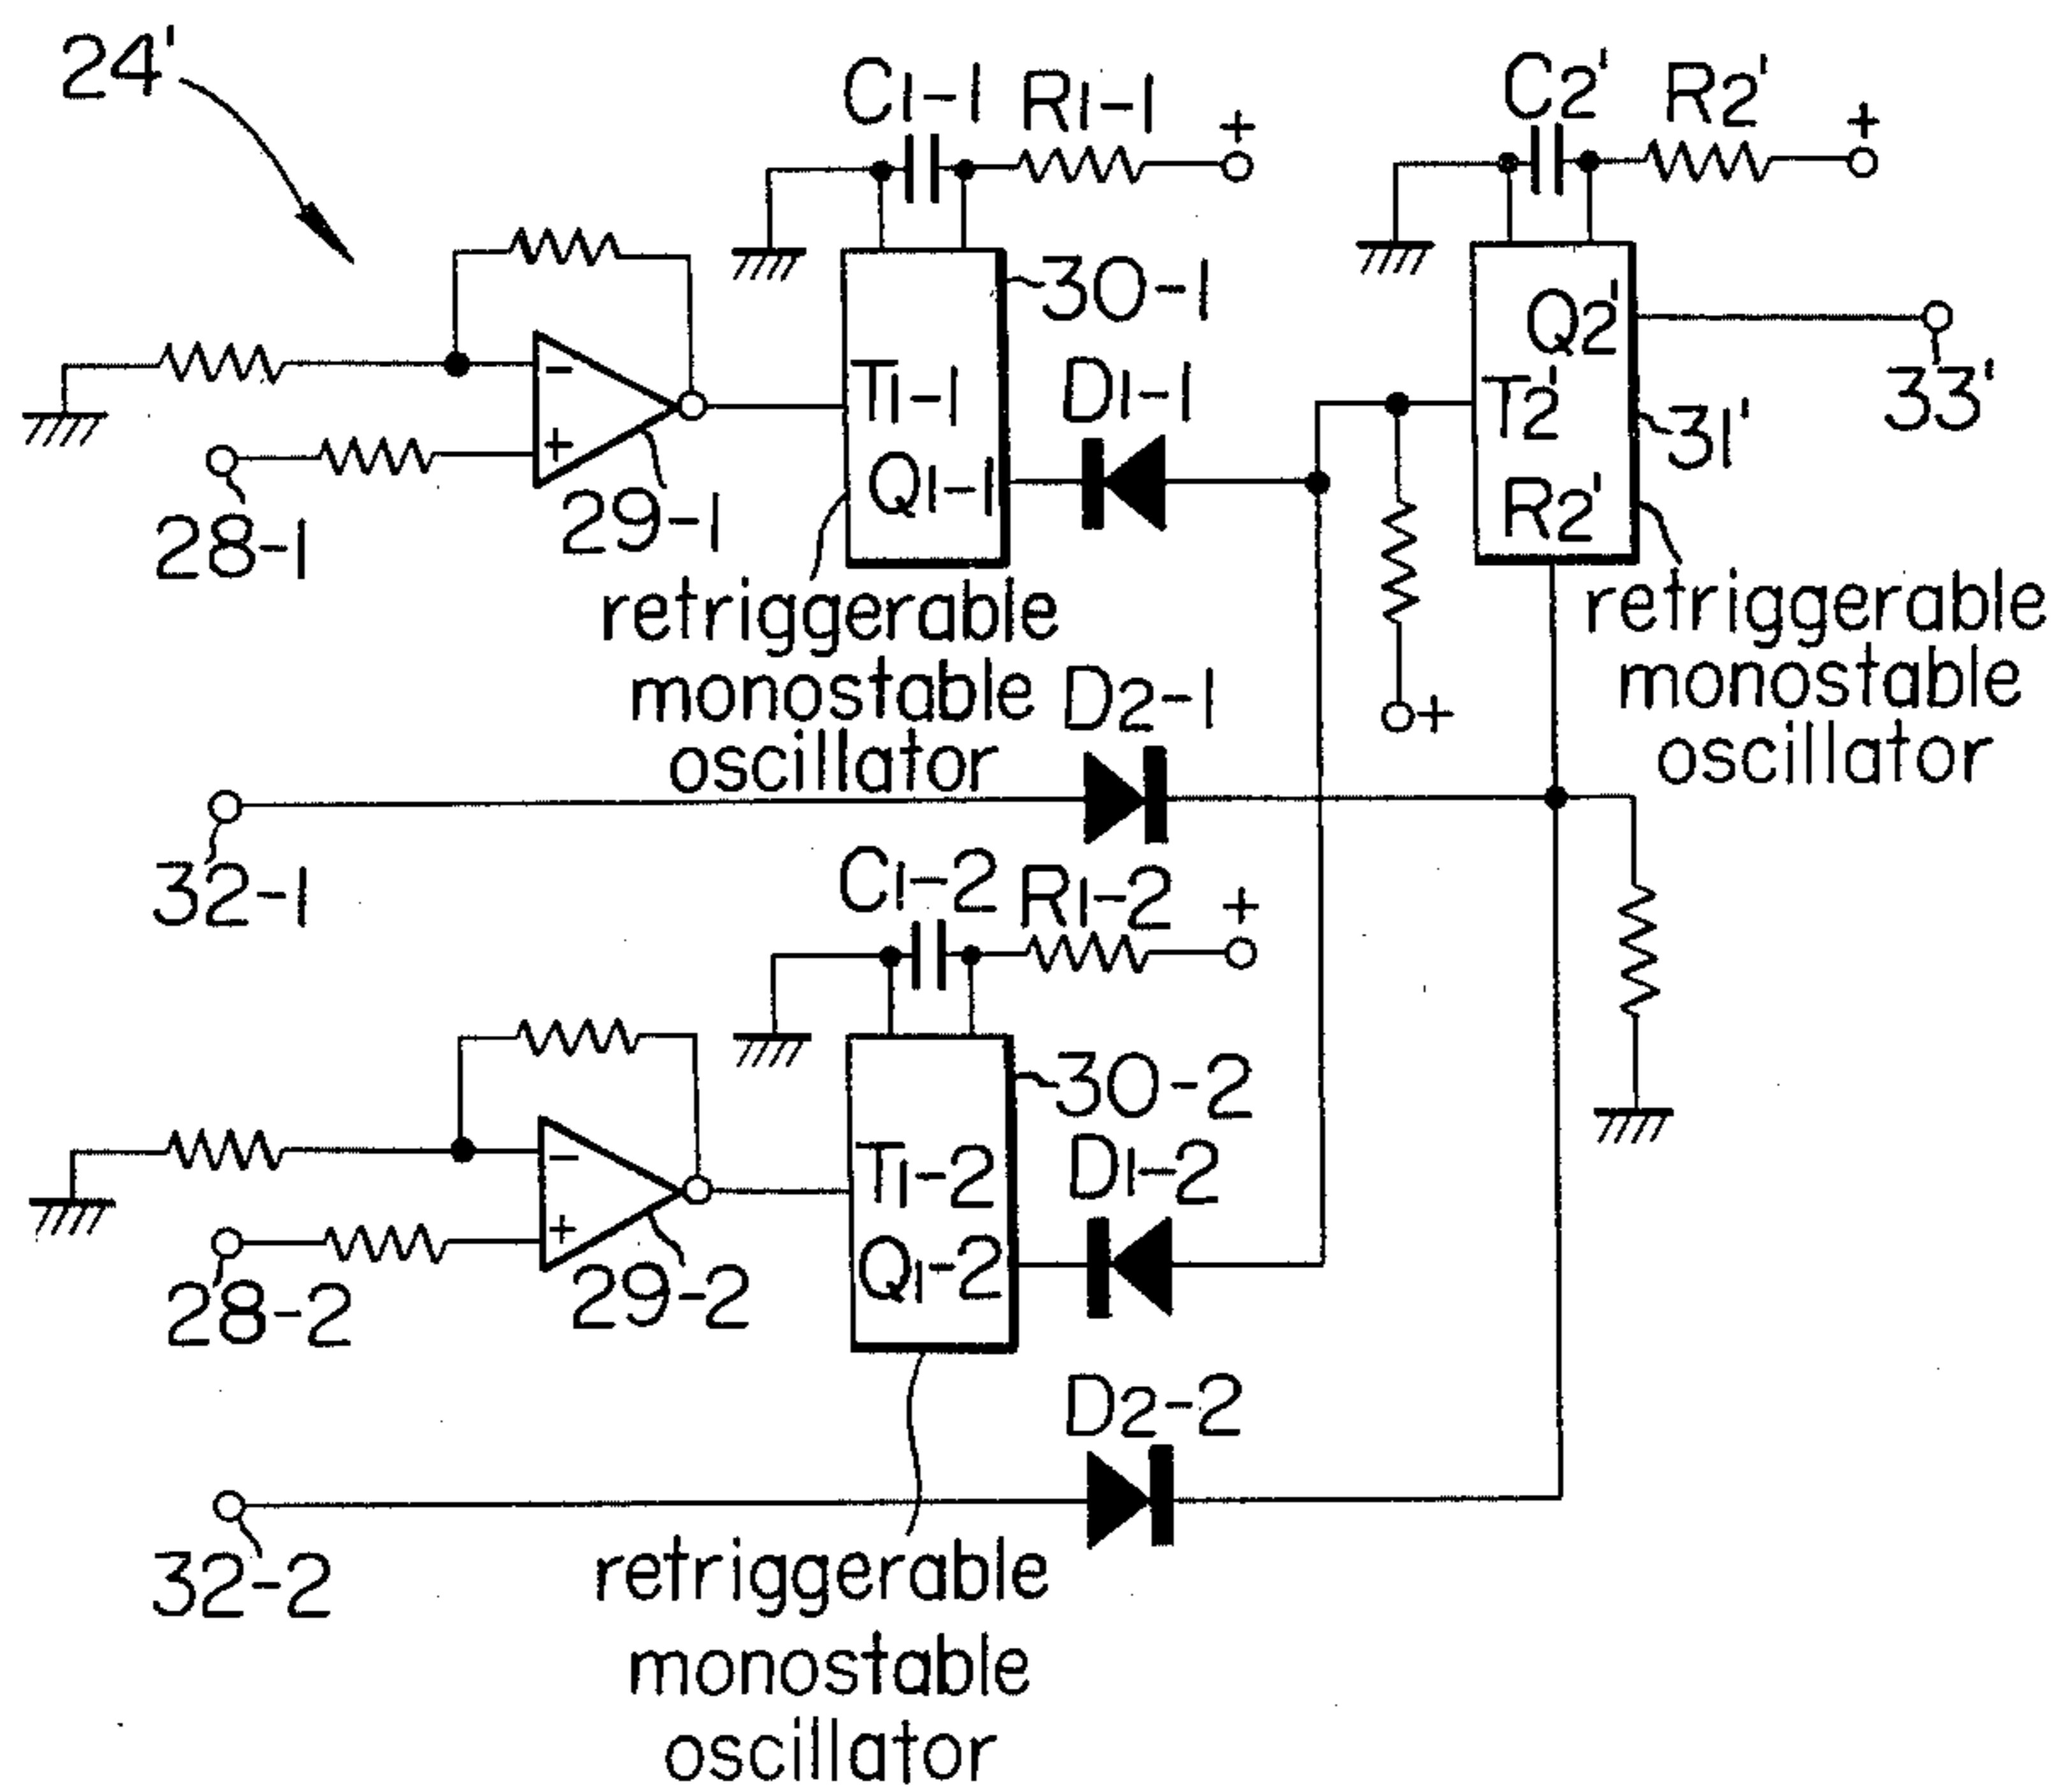 24'
C1-1
R1-1
+
C2'
R2'
+
30-1
Q2'
33'
-
T1-1
D1-1
T2'
31'
+
Q1-1
R2'
28-1
29-1
retriggerable
monostable
oscillator
retriggerable
monostable
oscillator
D2-1
+
32-1
C1-2
R1-2
+
30-2
-
T1-2
D1-2
+
Q1-2
28-2
29-2
D2-2
32-2
retriggerable
monostable
oscillator